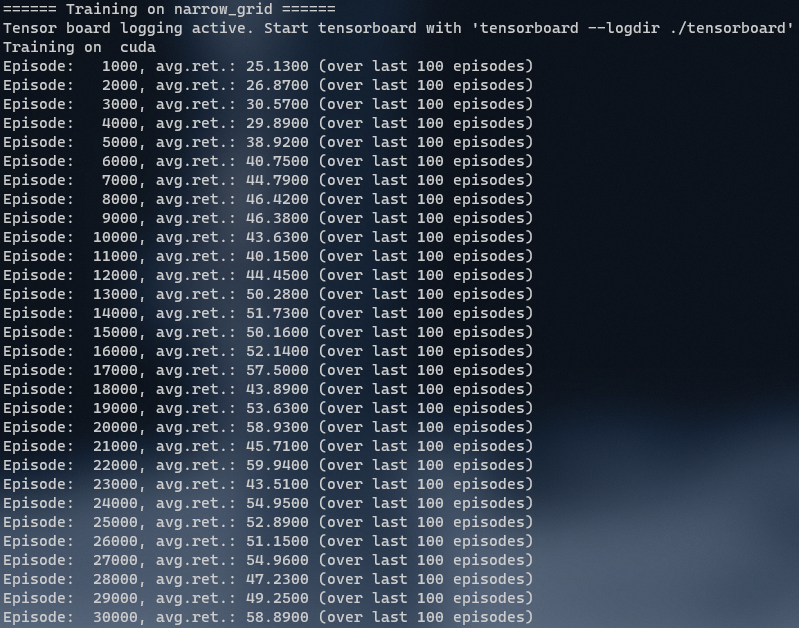 ====== Training on narrow_grid ======
Tensor board logging active. Start tensorboard with 'tensorboard --logdir ./tensorboard'
Training on  cuda
Episode:   1000, avg.ret.: 25.1300 (over last 100 episodes)
Episode:   2000, avg.ret.: 26.8700 (over last 100 episodes)
Episode:   3000, avg.ret.: 30.5700 (over last 100 episodes)
Episode:   4000, avg.ret.: 29.8900 (over last 100 episodes)
Episode:   5000, avg.ret.: 38.9200 (over last 100 episodes)
Episode:   6000, avg.ret.: 40.7500 (over last 100 episodes)
Episode:   7000, avg.ret.: 44.7900 (over last 100 episodes)
Episode:   8000, avg.ret.: 46.4200 (over last 100 episodes)
Episode:   9000, avg.ret.: 46.3800 (over last 100 episodes)
Episode:  10000, avg.ret.: 43.6300 (over last 100 episodes)
Episode:  11000, avg.ret.: 40.1500 (over last 100 episodes)
Episode:  12000, avg.ret.: 44.4500 (over last 100 episodes)
Episode:  13000, avg.ret.: 50.2800 (over last 100 episodes)
Episode:  14000, avg.ret.: 51.7300 (over last 100 episodes)
Episode:  15000, avg.ret.: 50.1600 (over last 100 episodes)
Episode:  16000, avg.ret.: 52.1400 (over last 100 episodes)
Episode:  17000, avg.ret.: 57.5000 (over last 100 episodes)
Episode:  18000, avg.ret.: 43.8900 (over last 100 episodes)
Episode:  19000, avg.ret.: 53.6300 (over last 100 episodes)
Episode:  20000, avg.ret.: 58.9300 (over last 100 episodes)
Episode:  21000, avg.ret.: 45.7100 (over last 100 episodes)
Episode:  22000, avg.ret.: 59.9400 (over last 100 episodes)
Episode:  23000, avg.ret.: 43.5100 (over last 100 episodes)
Episode:  24000, avg.ret.: 54.9500 (over last 100 episodes)
Episode:  25000, avg.ret.: 52.8900 (over last 100 episodes)
Episode:  26000, avg.ret.: 51.1500 (over last 100 episodes)
Episode:  27000, avg.ret.: 54.9600 (over last 100 episodes)
Episode:  28000, avg.ret.: 47.2300 (over last 100 episodes)
Episode:  29000, avg.ret.: 49.2500 (over last 100 episodes)
Episode:  30000, avg.ret.: 58.8900 (over last 100 episodes)